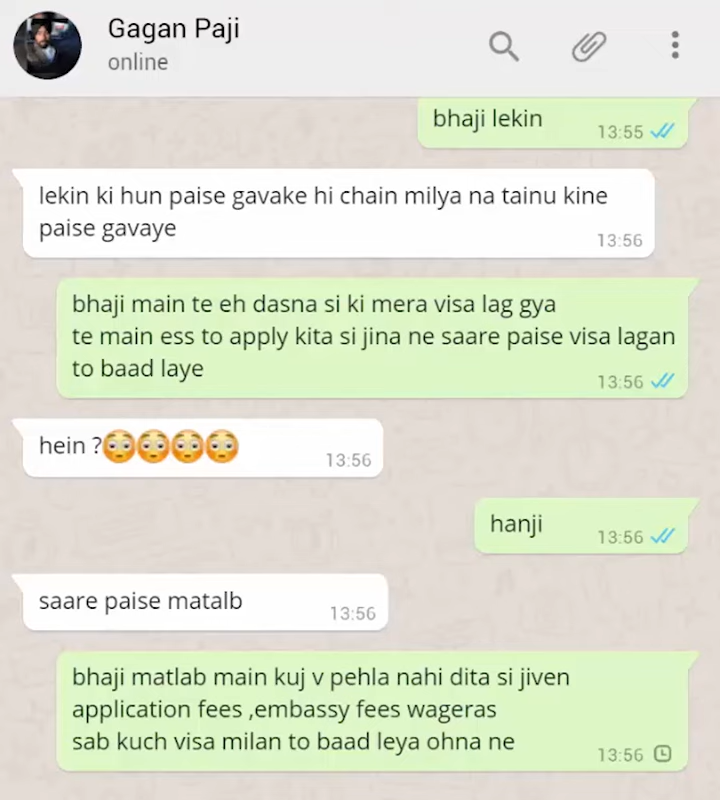 Gagan Paji
online
bhaji lekin
13:55
lekin ki hun paise gavake hi chain milya na tainu kine
paise gavaye
13:56
bhaji main te eh dasna si ki mera visa lag gya
te main ess to apply kita si jina ne saare paise visa lagan
to baad laye
13:56
hein ?😳😳😳😳
13:56
hanji
13:56
saare paise matalb
13:56
bhaji matlab main kuj v pehla nahi dita si jiven
application fees ,embassy fees wageras
sab kuch visa milan to baad leya ohna ne
13:56